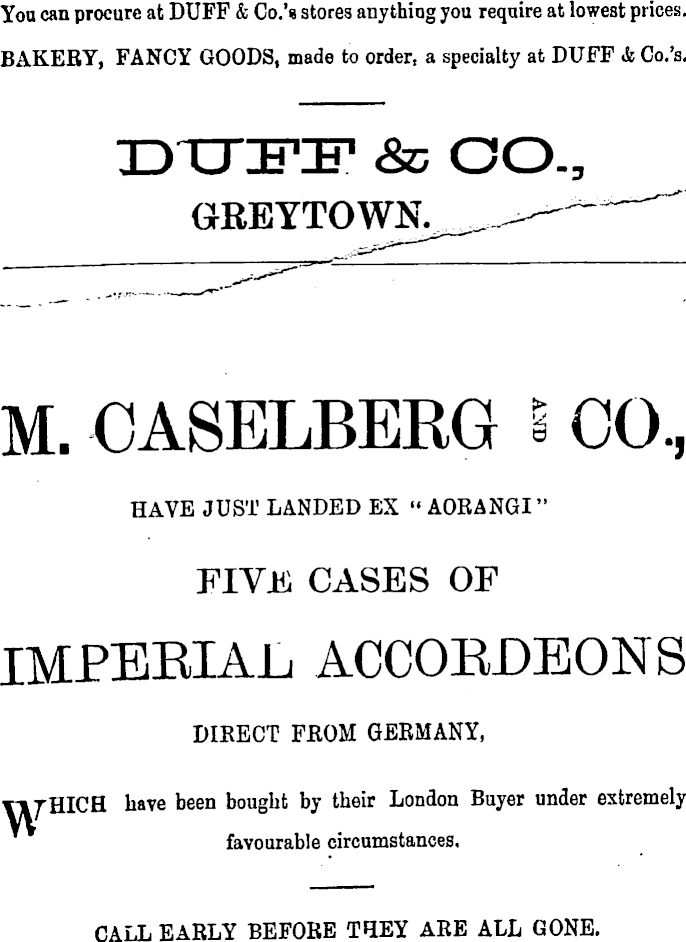 You can procure at DUFF & Co.'s stores anything you require at lowest prices.
BAKERY, FANCY GOODS, made to order, a specialty at DUFF & Co.'s.
DUFF & CO.,
GREYTOWN.
M. CASELBERG AND CO.,
HAVE JUST LANDED EX "AORANGI"
FIVE CASES OF
IMPERIAL ACCORDEONS
DIRECT FROM GERMANY,
WHICH have been bought by their London Buyer under extremely
favourable circumstances.
CALL EARLY BEFORE THEY ARE ALL GONE.